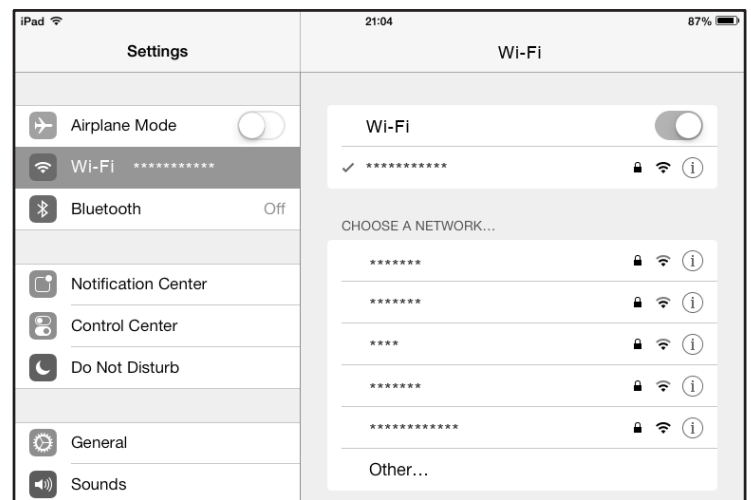 iPad 21:04 87%
Settings
Wi-Fi
Airplane Mode
Wi-Fi ***********
Bluetooth Off
Notification Center
Control Center
Do Not Disturb
General
Sounds
Wi-Fi
***********
CHOOSE A NETWORK...
*******
*******
****
*******
************
Other...